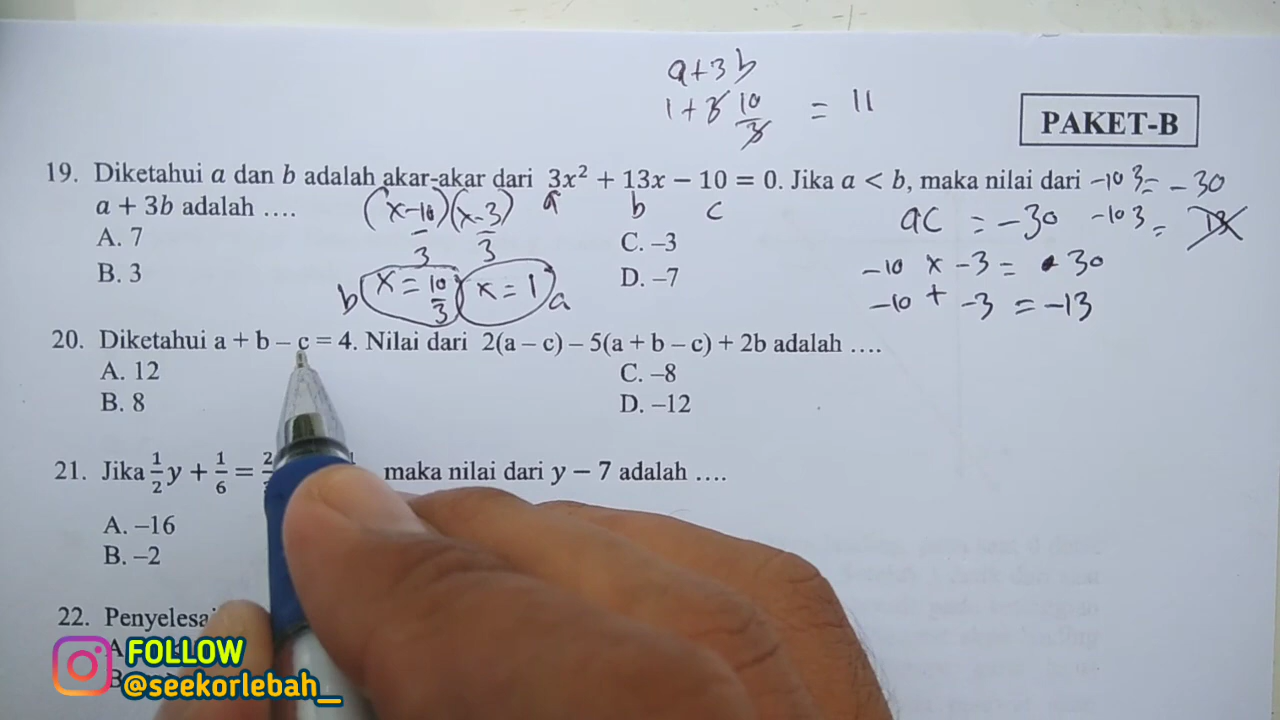 a+3b
1+3 10/3 = 11
PAKET-B
19. Diketahui a dan b adalah akar-akar dari 3x² + 13x − 10 = 0. Jika a < b, maka nilai dari -10 3 = -30
a + 3b adalah ....
(x-10/3)(x-3/3) a b c ac = -30 -10 3 =
A. 7 C. –3
-10 x -3 = 30
B. 3 D. –7
b x = 10/3 x = 1 a
-10 + -3 = -13
20. Diketahui a + b – c = 4. Nilai dari 2(a – c) – 5(a + b – c) + 2b adalah ....
A. 12 C. –8
B. 8 D. –12
21. Jika 1/2 y + 1/6 = maka nilai dari y − 7 adalah ....
A. –16
B. –2
22.
FOLLOW
@seekorlebah_